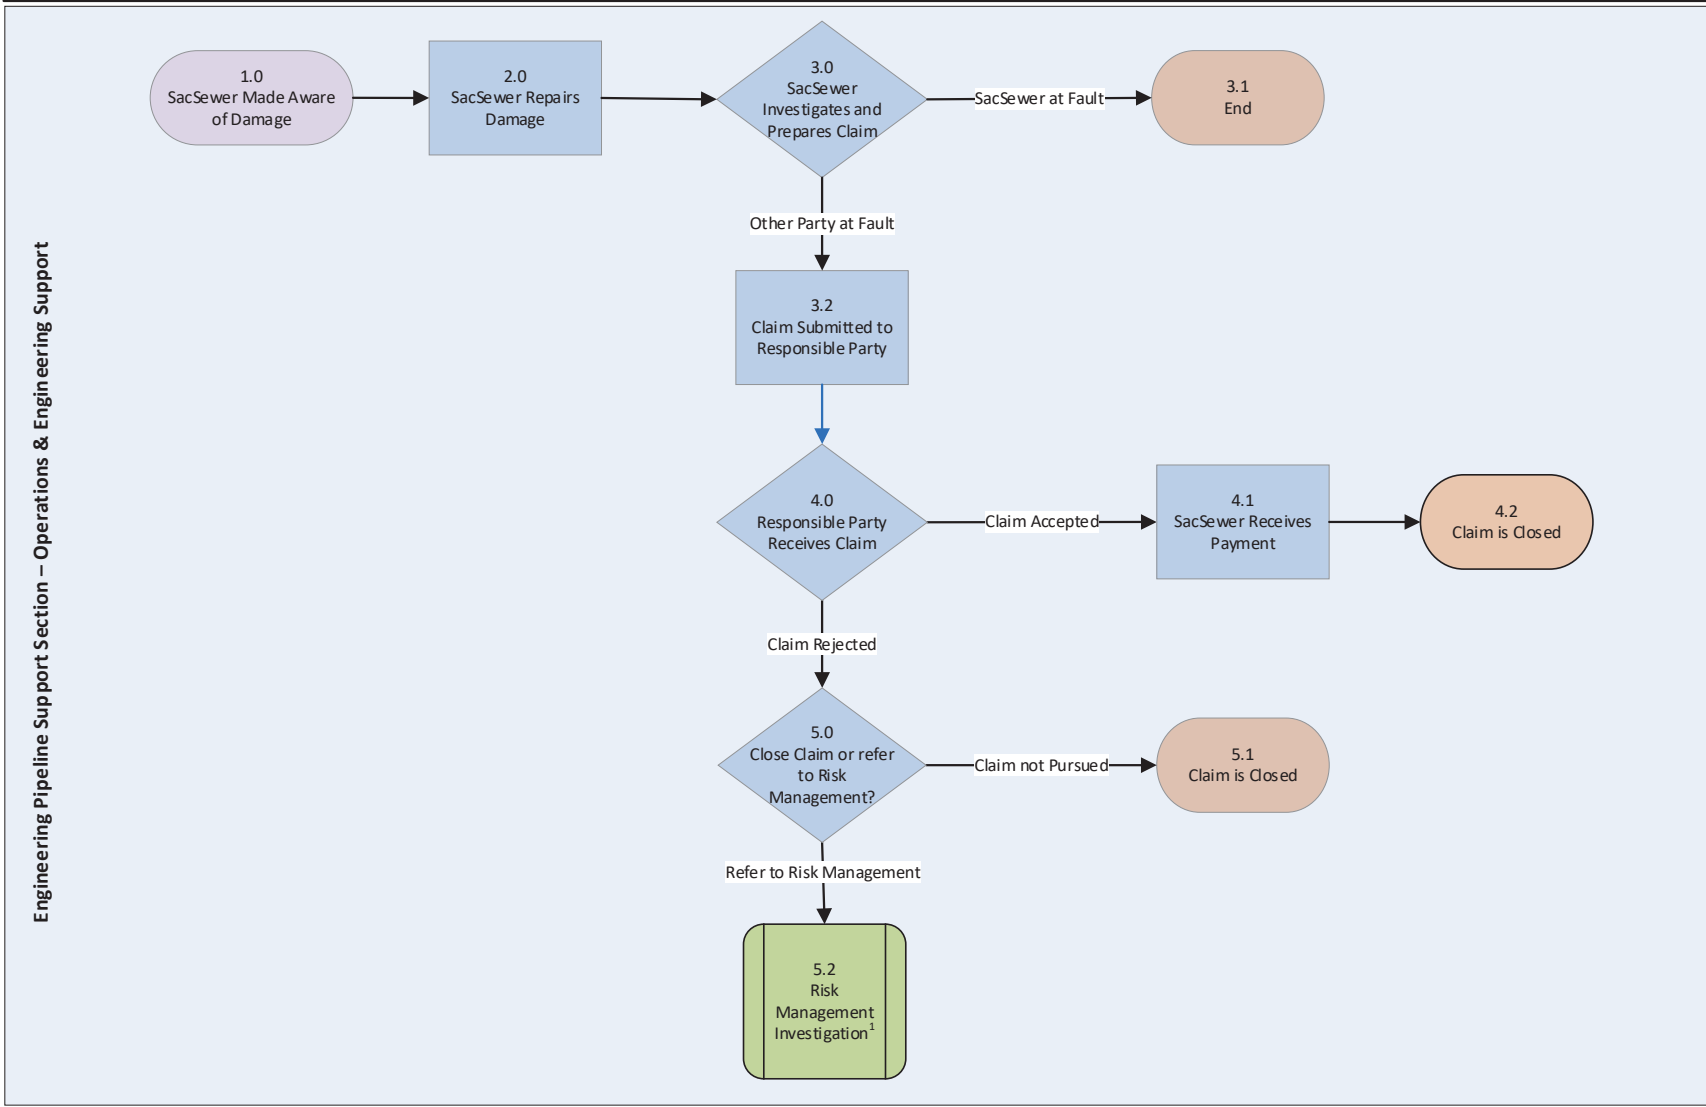 Engineering Pipeline Support Section – Operations & Engineering Support
1.0
SacSewer Made Aware
of Damage
2.0
SacSewer Repairs
Damage
3.0
SacSewer
Investigates and
Prepares Claim
SacSewer at Fault
3.1
End
Other Party at Fault
3.2
Claim Submitted to
Responsible Party
4.0
Responsible Party
Receives Claim
Claim Accepted
4.1
SacSewer Receives
Payment
4.2
Claim is Closed
Claim Rejected
5.0
Close Claim or refer
to Risk
Management?
Claim not Pursued
5.1
Claim is Closed
Refer to Risk Management
5.2
Risk
Management
Investigation¹